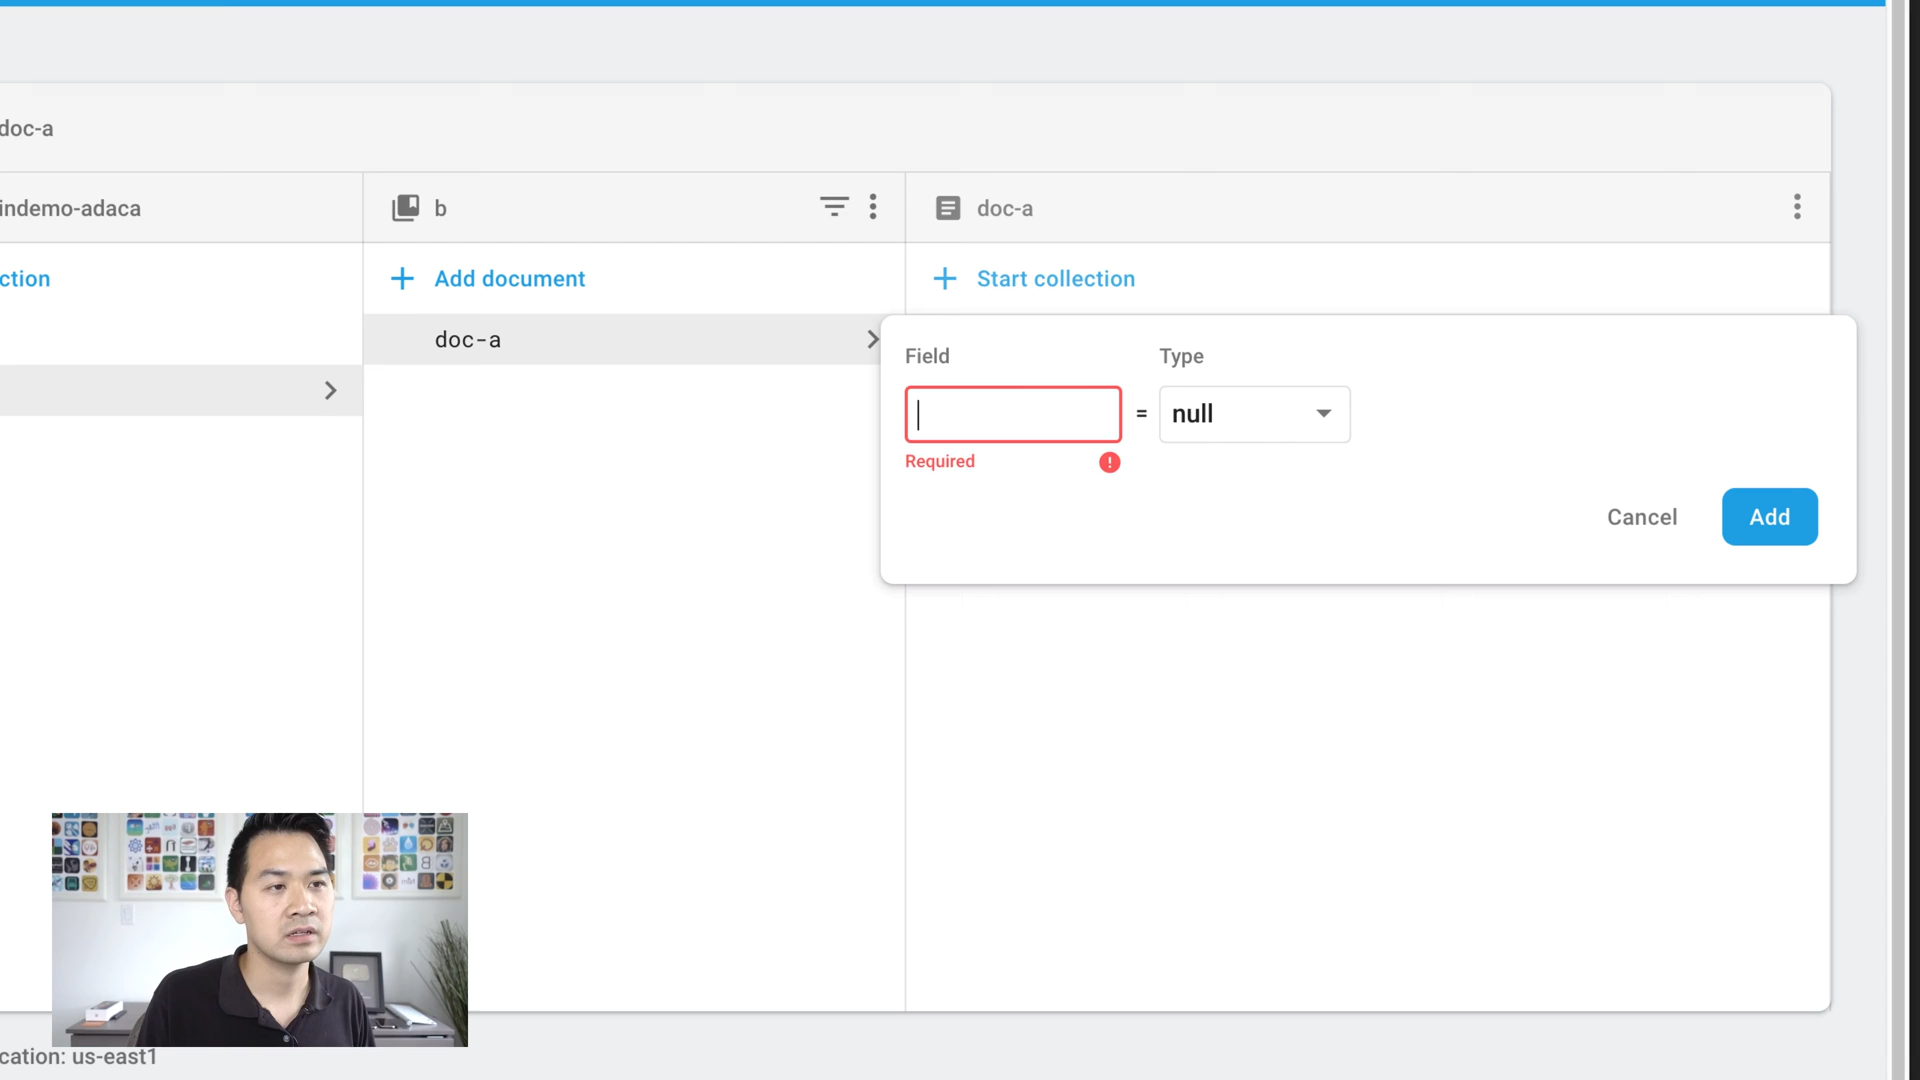 doc-a
indemo-adaca
b
doc-a
ction
Add document
Start collection
doc-a
Field
Type
=
null
Required
Cancel
Add
cation: us-east1